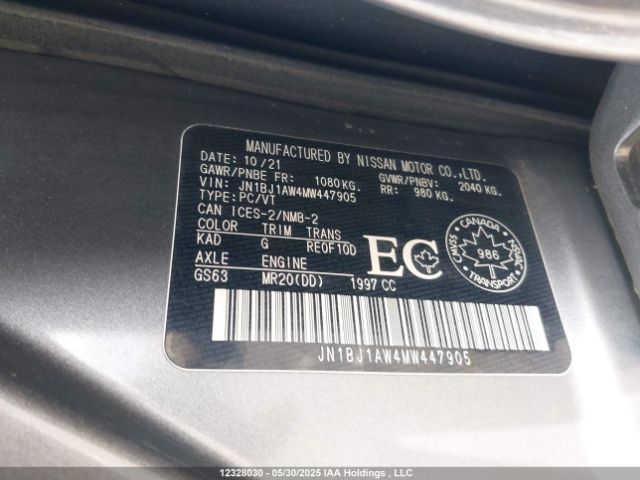 MANUFACTURED BY NISSAN MOTOR CO.,LTD.
DATE: 10/21
GAWR/PNBE FR: 1080KG. GVWR/PNBV: 2040 KG.
VIN: JN1BJ1AW4MW447905 RR: 980 KG.
TYPE: PC/VT
CAN ICES-2/NMB-2
COLOR TRIM TRANS
KAD G RE0F10D
AXLE ENGINE
GS63 MR20(DD) 1997 CC
EC
CANADA
CMVSS
986
NSVAC
TRANSPORT
JN1BJ1AW4MW447905
12328030 - 05/30/2025 IAA Holdings , LLC